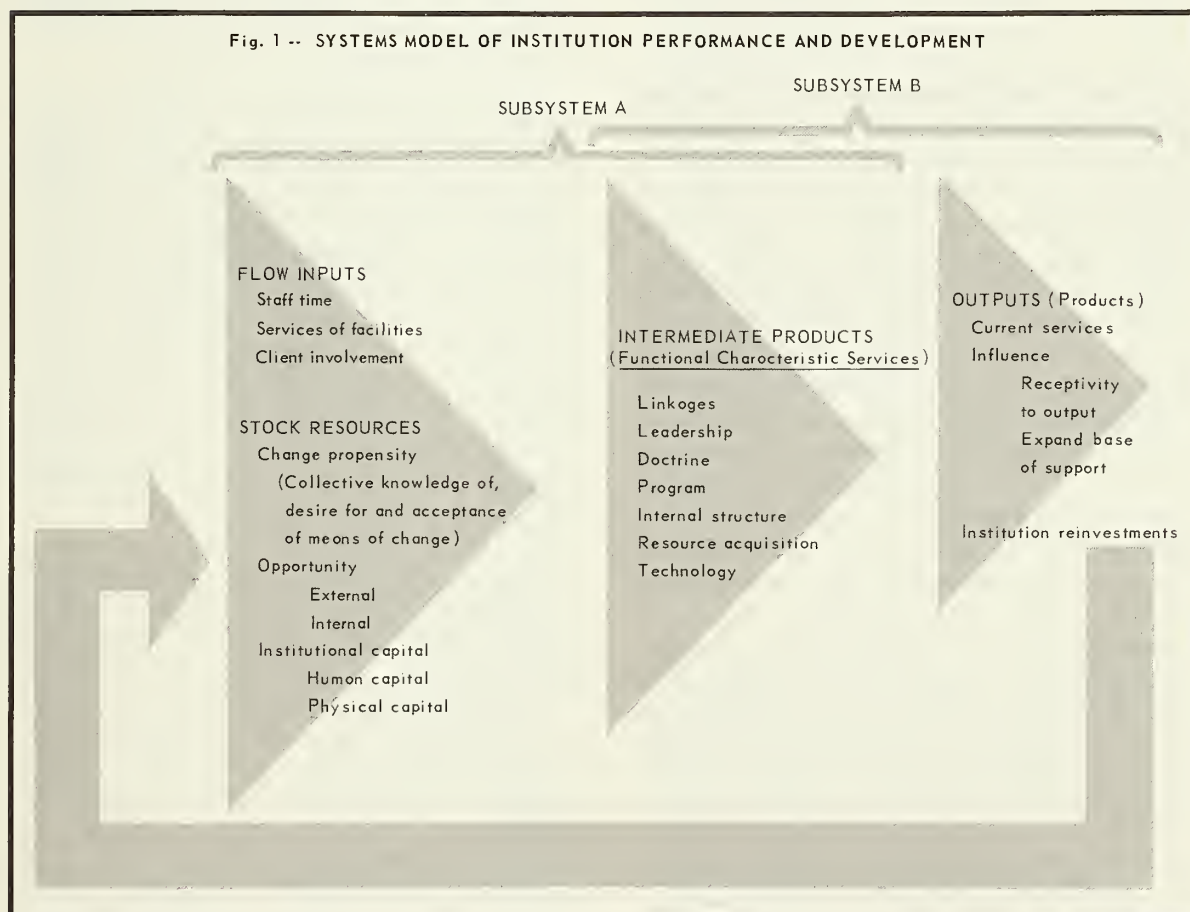 Fig. 1 -- SYSTEMS MODEL OF INSTITUTION PERFORMANCE AND DEVELOPMENT
SUBSYSTEM A
SUBSYSTEM B
FLOW INPUTS
Staff time
Services of facilities
Client involvement
STOCK RESOURCES
Change propensity
(Collective knowledge of,
desire for and acceptance
of means of change)
Opportunity
External
Internal
Institutional capital
Human capital
Physical capital
INTERMEDIATE PRODUCTS
(Functional Charocteristic Services)
Linkoges
Leadership
Doctrine
Program
Internal structure
Resource acquisition
Technology
OUTPUTS (Products)
Current services
Influence
Receptivity
to output
Expand base
of support
Institution reinvestments